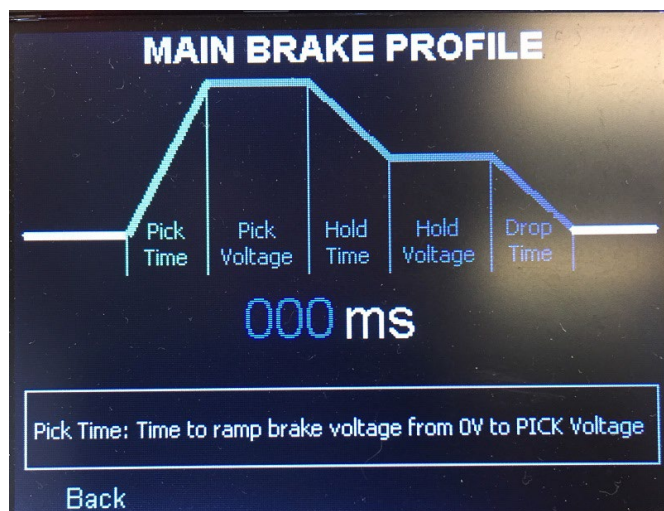 MAIN BRAKE PROFILE
Pick Time
Pick Voltage
Hold Time
Hold Voltage
Drop Time
000 ms
Pick Time: Time to ramp brake voltage from 0V to PICK Voltage
Back